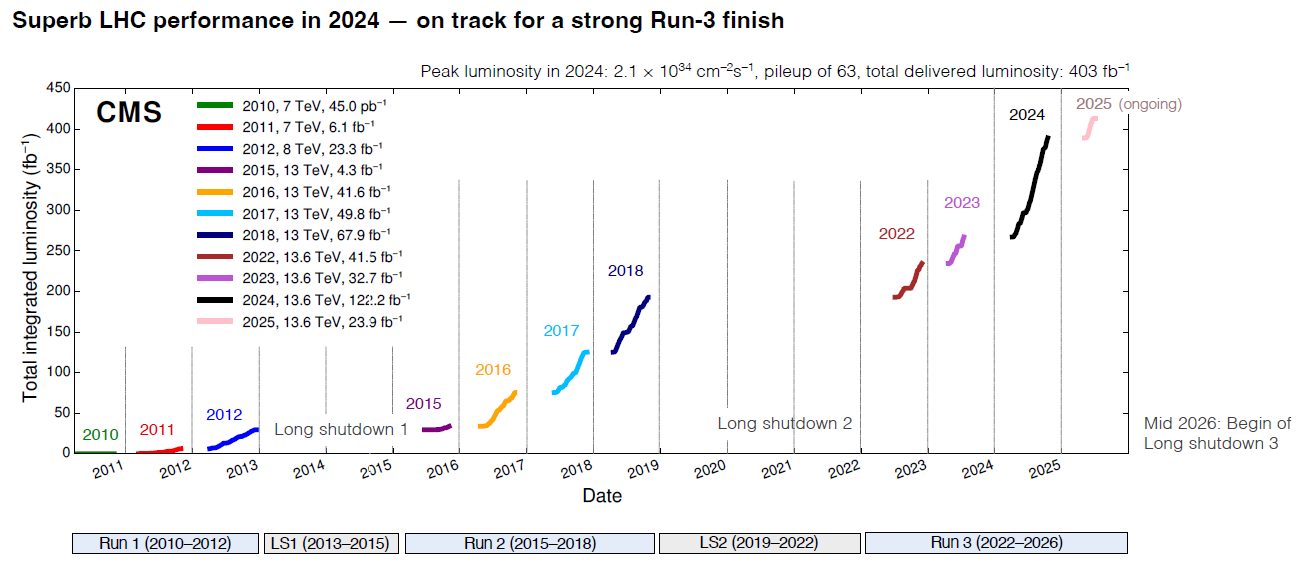 Superb LHC performance in 2024 — on track for a strong Run-3 finish
Peak luminosity in 2024: 2.1 × 10³⁴ cm⁻²s⁻¹, pileup of 63, total delivered luminosity: 403 fb⁻¹
CMS
2010, 7 TeV, 45.0 pb⁻¹
2011, 7 TeV, 6.1 fb⁻¹
2012, 8 TeV, 23.3 fb⁻¹
2015, 13 TeV, 4.3 fb⁻¹
2016, 13 TeV, 41.6 fb⁻¹
2017, 13 TeV, 49.8 fb⁻¹
2018, 13 TeV, 67.9 fb⁻¹
2022, 13.6 TeV, 41.5 fb⁻¹
2023, 13.6 TeV, 32.7 fb⁻¹
2024, 13.6 TeV, 122.2 fb⁻¹
2025, 13.6 TeV, 23.9 fb⁻¹
Total integrated luminosity (fb⁻¹)
450
400
350
300
250
200
150
100
50
0
2010
2011
2012
Long shutdown 1
2015
2016
2017
2018
Long shutdown 2
2022
2023
2024
2025 (ongoing)
Mid 2026: Begin of
Long shutdown 3
2011
2012
2013
2014
2015
2016
2017
2018
2019
2020
2021
2022
2023
2024
2025
Date
Run 1 (2010–2012)
LS1 (2013–2015)
Run 2 (2015–2018)
LS2 (2019–2022)
Run 3 (2022–2026)